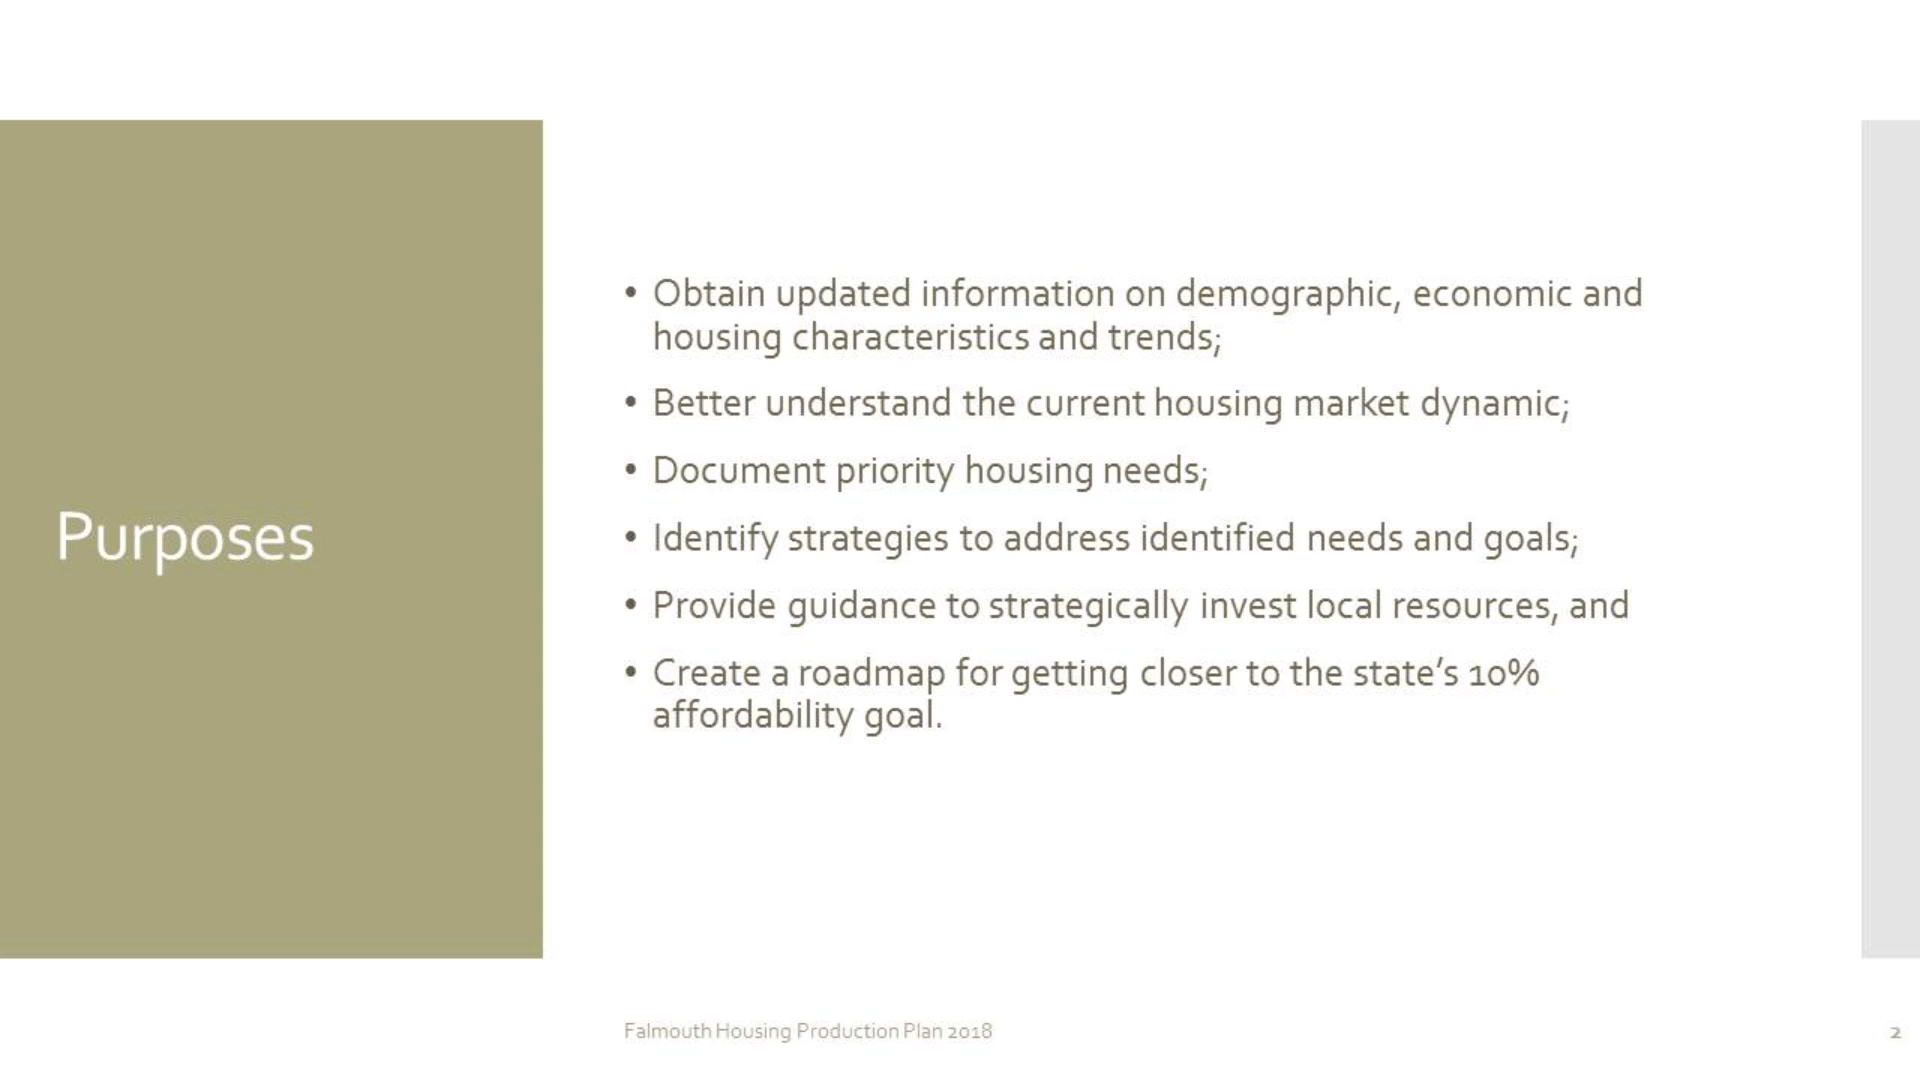 Purposes
• Obtain updated information on demographic, economic and
housing characteristics and trends;
• Better understand the current housing market dynamic;
• Document priority housing needs;
• Identify strategies to address identified needs and goals;
• Provide guidance to strategically invest local resources, and
• Create a roadmap for getting closer to the state’s 10%
affordability goal.
Falmouth Housing Production Plan 2018
2